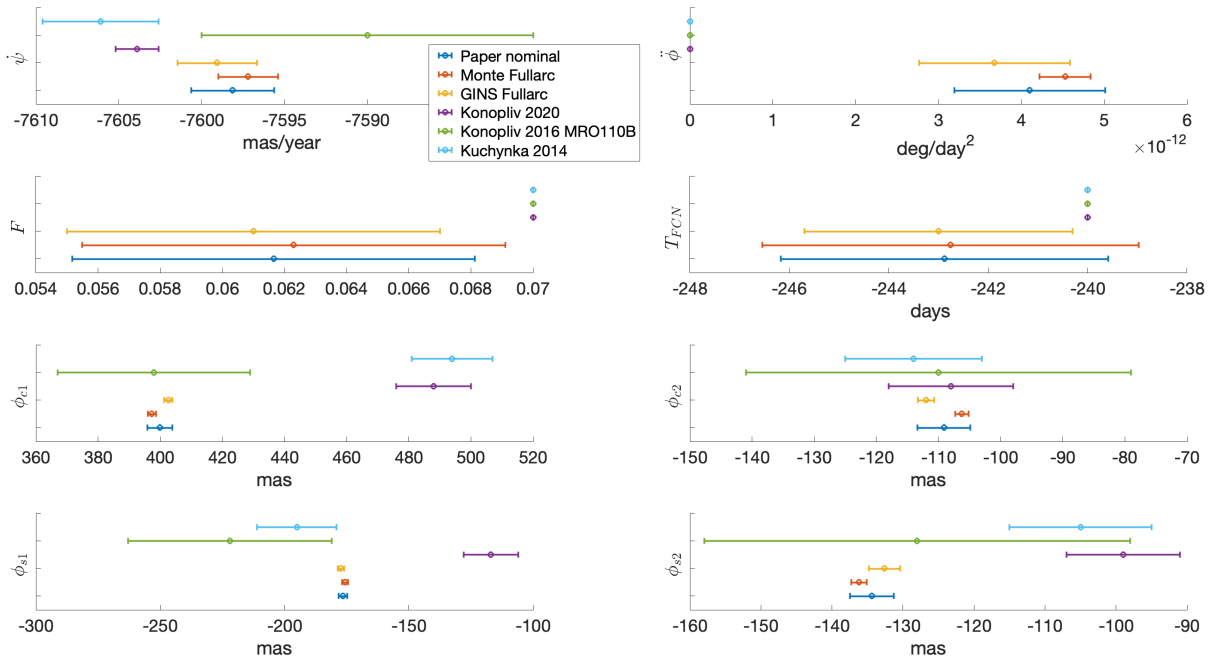 ψ̇
-7610 -7605 -7600 -7595 -7590
mas/year
Paper nominal
Monte Fullarc
GINS Fullarc
Konopliv 2020
Konopliv 2016 MRO110B
Kuchynka 2014
ϕ̈
0 1 2 3 4 5 6
deg/day²
×10⁻¹²
F
0.054 0.056 0.058 0.06 0.062 0.064 0.066 0.068 0.07
T_FCN
-248 -246 -244 -242 -240 -238
days
ϕ_c1
360 380 400 420 440 460 480 500 520
mas
ϕ_c2
-150 -140 -130 -120 -110 -100 -90 -80 -70
mas
ϕ_s1
-300 -250 -200 -150 -100
mas
ϕ_s2
-160 -150 -140 -130 -120 -110 -100 -90
mas